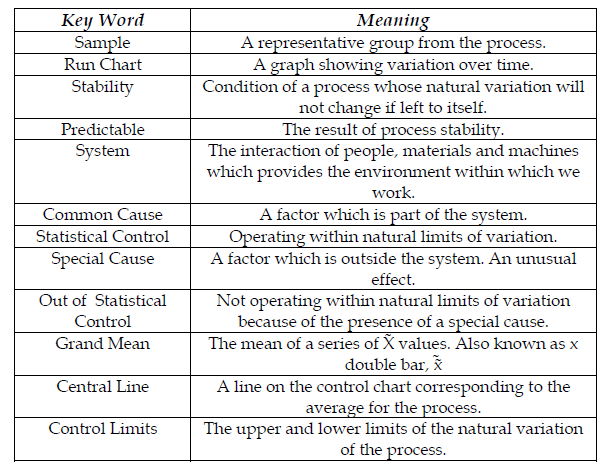 Key Word Meaning
Sample A representative group from the process.
Run Chart A graph showing variation over time.
Stability Condition of a process whose natural variation will
not change if left to itself.
Predictable The result of process stability.
System The interaction of people, materials and machines
which provides the environment within which we
work.
Common Cause A factor which is part of the system.
Statistical Control Operating within natural limits of variation.
Special Cause A factor which is outside the system. An unusual
effect.
Out of Statistical Not operating within natural limits of variation
Control because of the presence of a special cause.
Grand Mean The mean of a series of X̃ values. Also known as x
double bar, x̃
Central Line A line on the control chart corresponding to the
average for the process.
Control Limits The upper and lower limits of the natural variation
of the process.